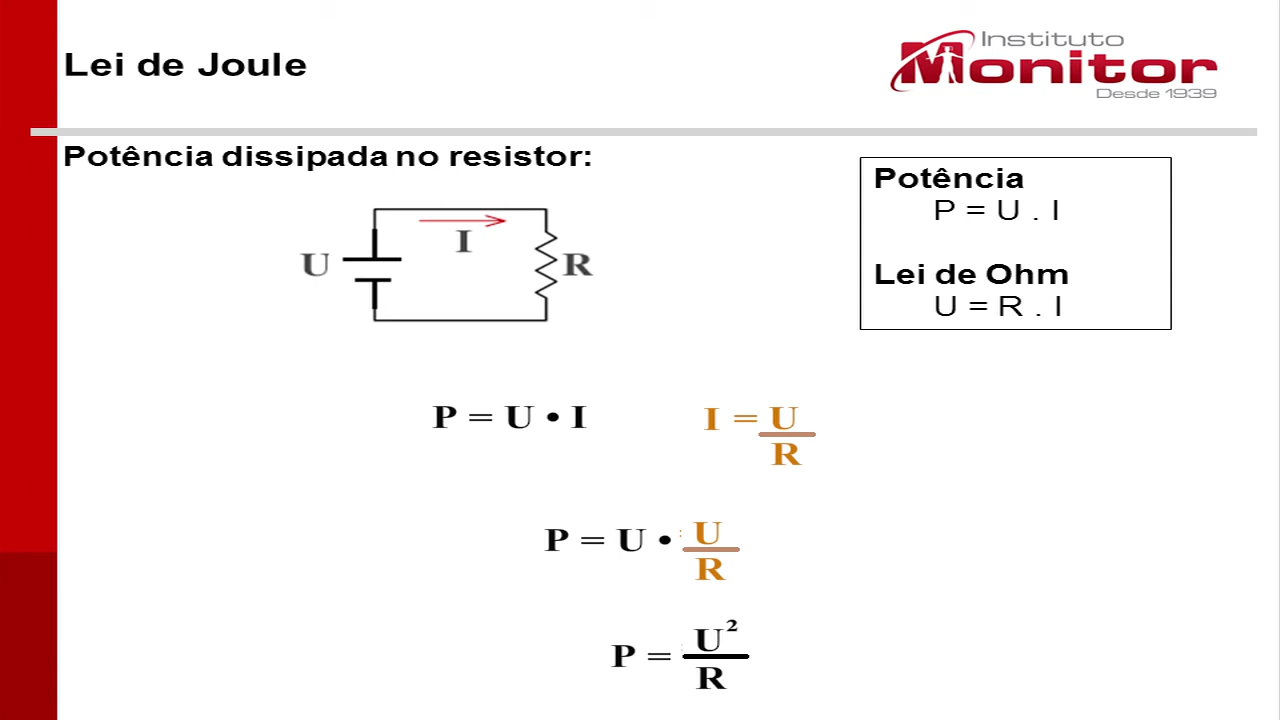 Lei de Joule
Instituto
Monitor
Desde 1939
Potência dissipada no resistor:
Potência
P = U . I
Lei de Ohm
U = R . I
I
U
R
P = U • I
I = U
R
P = U • U
R
P = U²
R